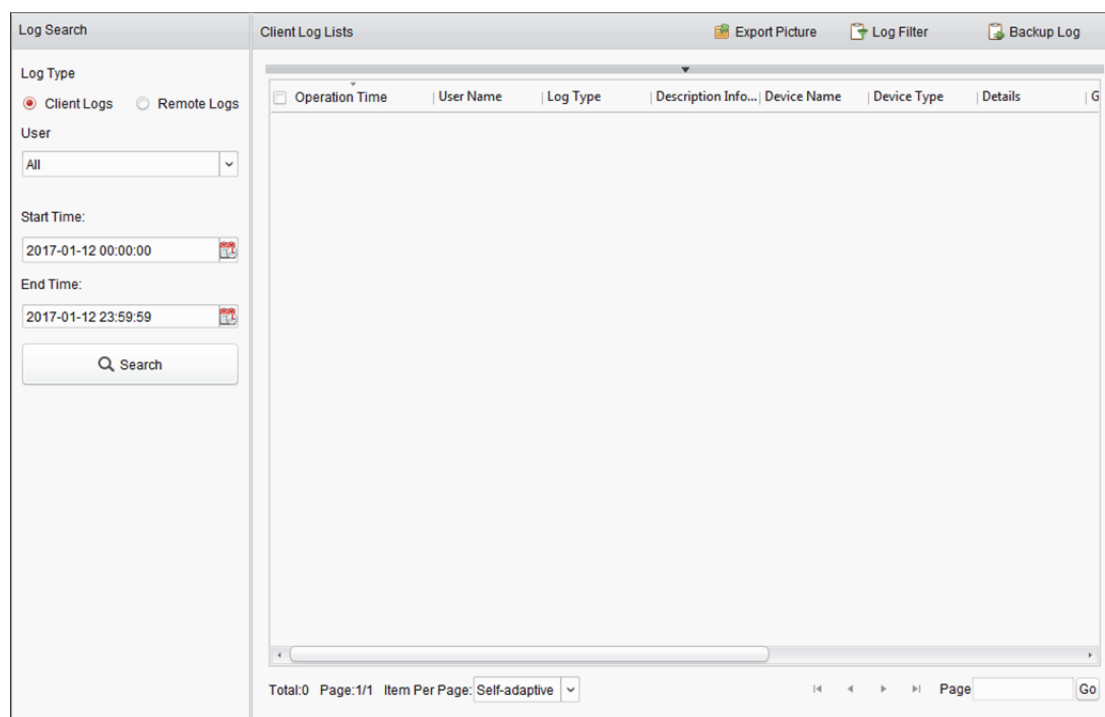 Log Search
Client Log Lists
Export Picture
Log Filter
Backup Log
Log Type
Client Logs
Remote Logs
User
All
Start Time:
2017-01-12 00:00:00
End Time:
2017-01-12 23:59:59
Search
Operation Time
User Name
Log Type
Description Info...
Device Name
Device Type
Details
G
Total:0 Page:1/1 Item Per Page: Self-adaptive
Page
Go